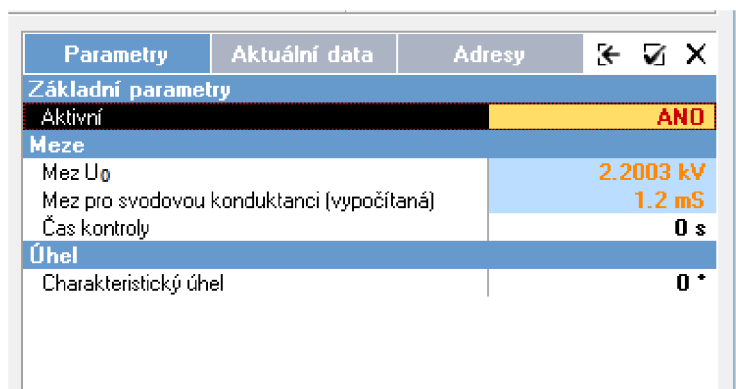 Parametry Aktuální data Adresy
Základní parametry
Aktivní ANO
Meze
Mez U0 2.2003 kV
Mez pro svodovou konduktanci (vypočítaná) 1.2 mS
Čas kontroly 0 s
Úhel
Charakteristický úhel 0 °